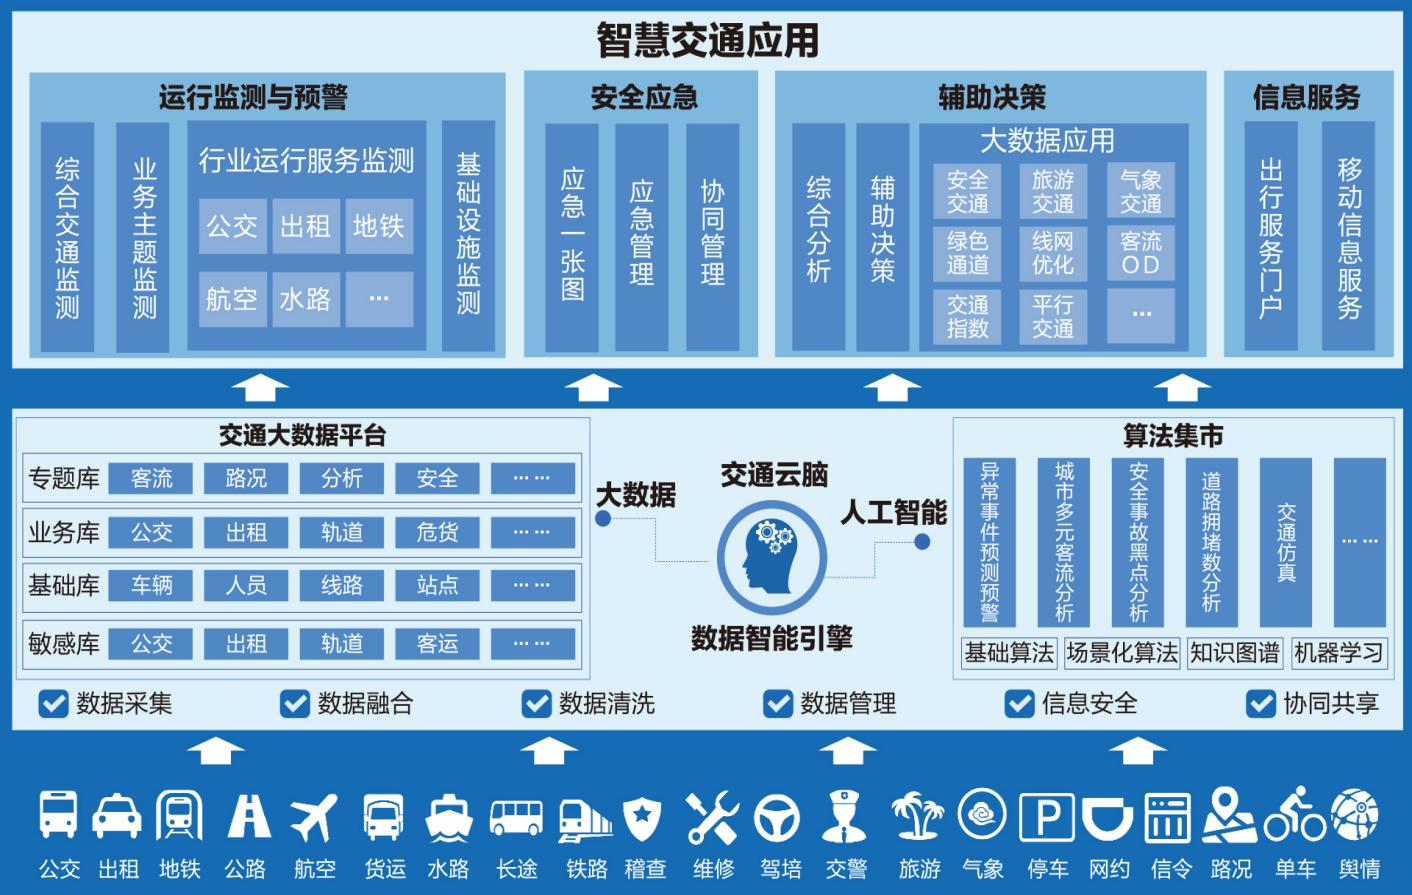 智慧交通应用
运行监测与预警
综合交通监测
业务主题监测
行业运行服务监测
公交 出租 地铁
航空 水路 ...
基础设施监测
安全应急
应急一张图
应急管理
协同管理
辅助决策
综合分析
辅助决策
大数据应用
安全交通 旅游交通 气象交通
绿色通道 线网优化 客流OD
交通指数 平行交通 ...
信息服务
出行服务门户
移动信息服务
交通大数据平台
专题库 客流 路况 分析 安全 ... ...
业务库 公交 出租 轨道 危货 ... ...
基础库 车辆 人员 线路 站点 ... ...
敏感库 公交 出租 轨道 客运 ... ...
大数据
交通云脑
人工智能
数据智能引擎
算法集市
异常事件预测预警
城市多元客流分析
安全事故黑点分析
道路拥堵数分析
交通仿真
... ...
基础算法 场景化算法 知识图谱 机器学习
数据采集 数据融合 数据清洗 数据管理 信息安全 协同共享
P
公交 出租 地铁 公路 航空 货运 水路 长途 铁路 稽查 维修 驾培 交警 旅游 气象 停车 网约 信令 路况 单车 舆情